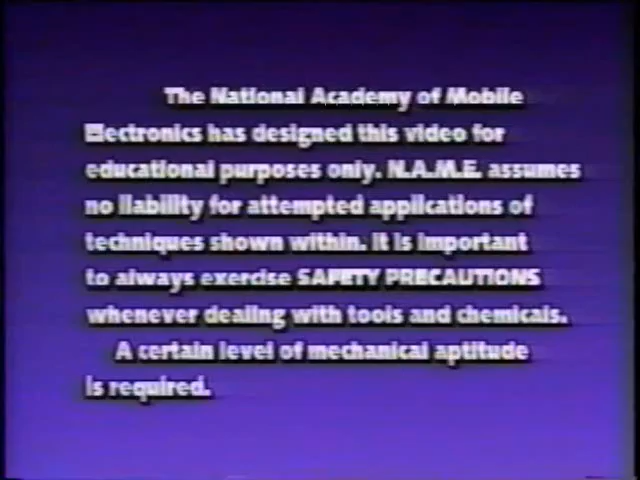 The National Academy of Mobile
Electronics has designed this video for
educational purposes only. N.A.M.E. assumes
no liability for attempted applications of
techniques shown within. It is important
to always exercise SAFETY PRECAUTIONS
whenever dealing with tools and chemicals.
A certain level of mechanical aptitude
is required.